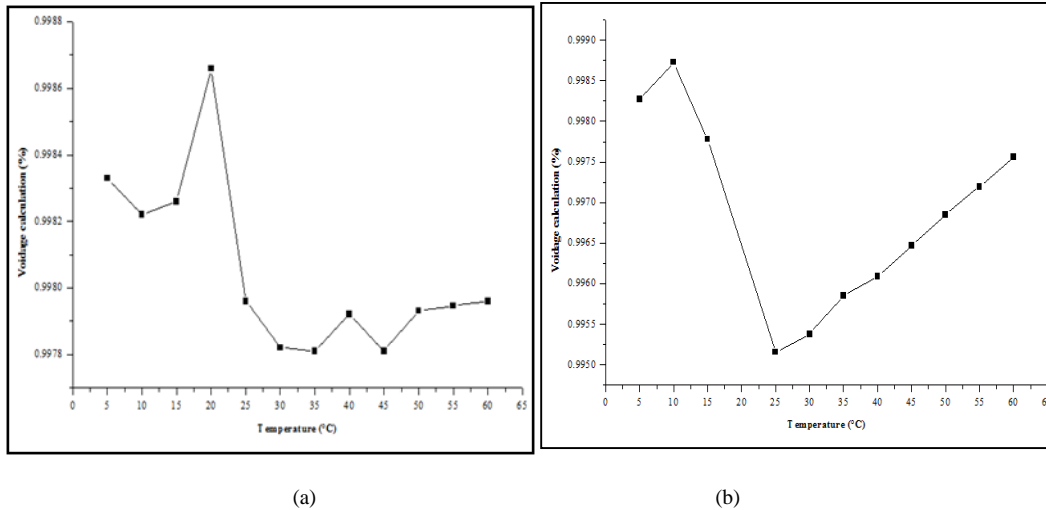 0.9988
0.9986
0.9984
0.9982
0.9980
0.9978
Voidage calculation (%)
0 5 10 15 20 25 30 35 40 45 50 55 60 65
Temperature (°C)
(a)
0.9990
0.9985
0.9980
0.9975
0.9970
0.9965
0.9960
0.9955
0.9950
Voidage calculation (%)
0 5 10 15 20 25 30 35 40 45 50 55 60 65
Temperature (°C)
(b)